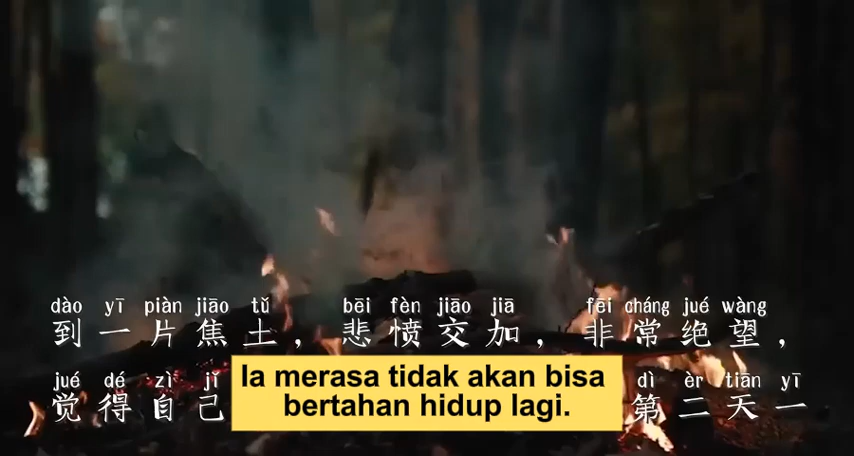 dào yī piàn jiāo tǔ bēi fèn jiāo jiā fēi cháng jué wàng
到一片焦土，悲愤交加，非常绝望，
jué dé zì jǐ dì èr tiān yī
觉得自己 第二天一
Ia merasa tidak akan bisa
bertahan hidup lagi.